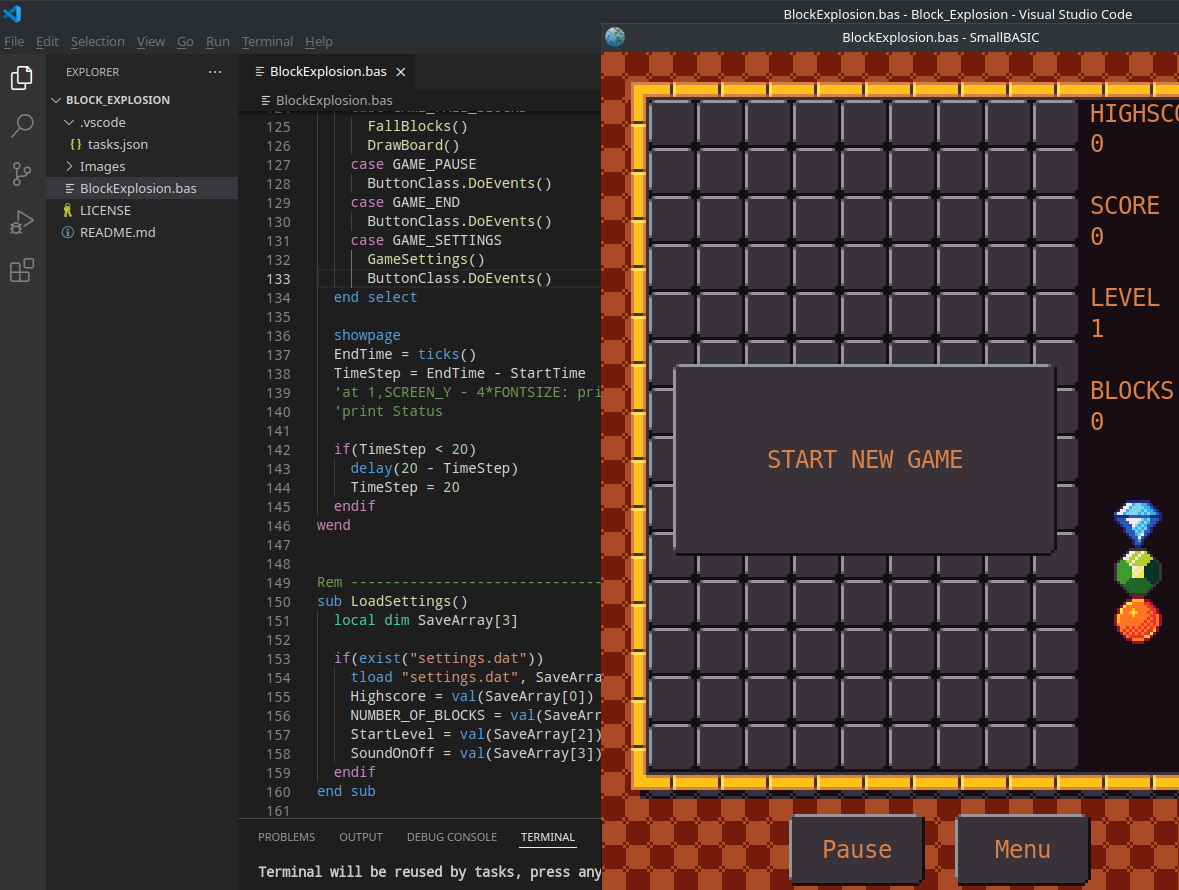 BlockExplosion.bas - Block_Explosion - Visual Studio Code
File Edit Selection View Go Run Terminal Help
EXPLORER ...
BLOCK_EXPLOSION
.vscode
{} tasks.json
Images
BlockExplosion.bas
LICENSE
README.md
BlockExplosion.bas
BlockExplosion.bas
125 FallBlocks()
126 DrawBoard()
127 case GAME_PAUSE
128 ButtonClass.DoEvents()
129 case GAME_END
130 ButtonClass.DoEvents()
131 case GAME_SETTINGS
132 GameSettings()
133 ButtonClass.DoEvents()
134 end select
135
136 showpage
137 EndTime = ticks()
138 TimeStep = EndTime - StartTime
139 'at 1,SCREEN_Y - 4*FONTSIZE: pri
140 'print Status
141
142 if(TimeStep < 20)
143 delay(20 - TimeStep)
144 TimeStep = 20
145 endif
146 wend
147
148
149 Rem ------------------------------
150 sub LoadSettings()
151 local dim SaveArray[3]
152
153 if(exist("settings.dat"))
154 tload "settings.dat", SaveArra
155 Highscore = val(SaveArray[0])
156 NUMBER_OF_BLOCKS = val(SaveArr
157 StartLevel = val(SaveArray[2])
158 SoundOnOff = val(SaveArray[3])
159 endif
160 end sub
161
PROBLEMS OUTPUT DEBUG CONSOLE TERMINAL
Terminal will be reused by tasks, press any
BlockExplosion.bas - SmallBASIC
HIGHSCO
0
SCORE
0
LEVEL
1
BLOCKS
0
START NEW GAME
Pause Menu